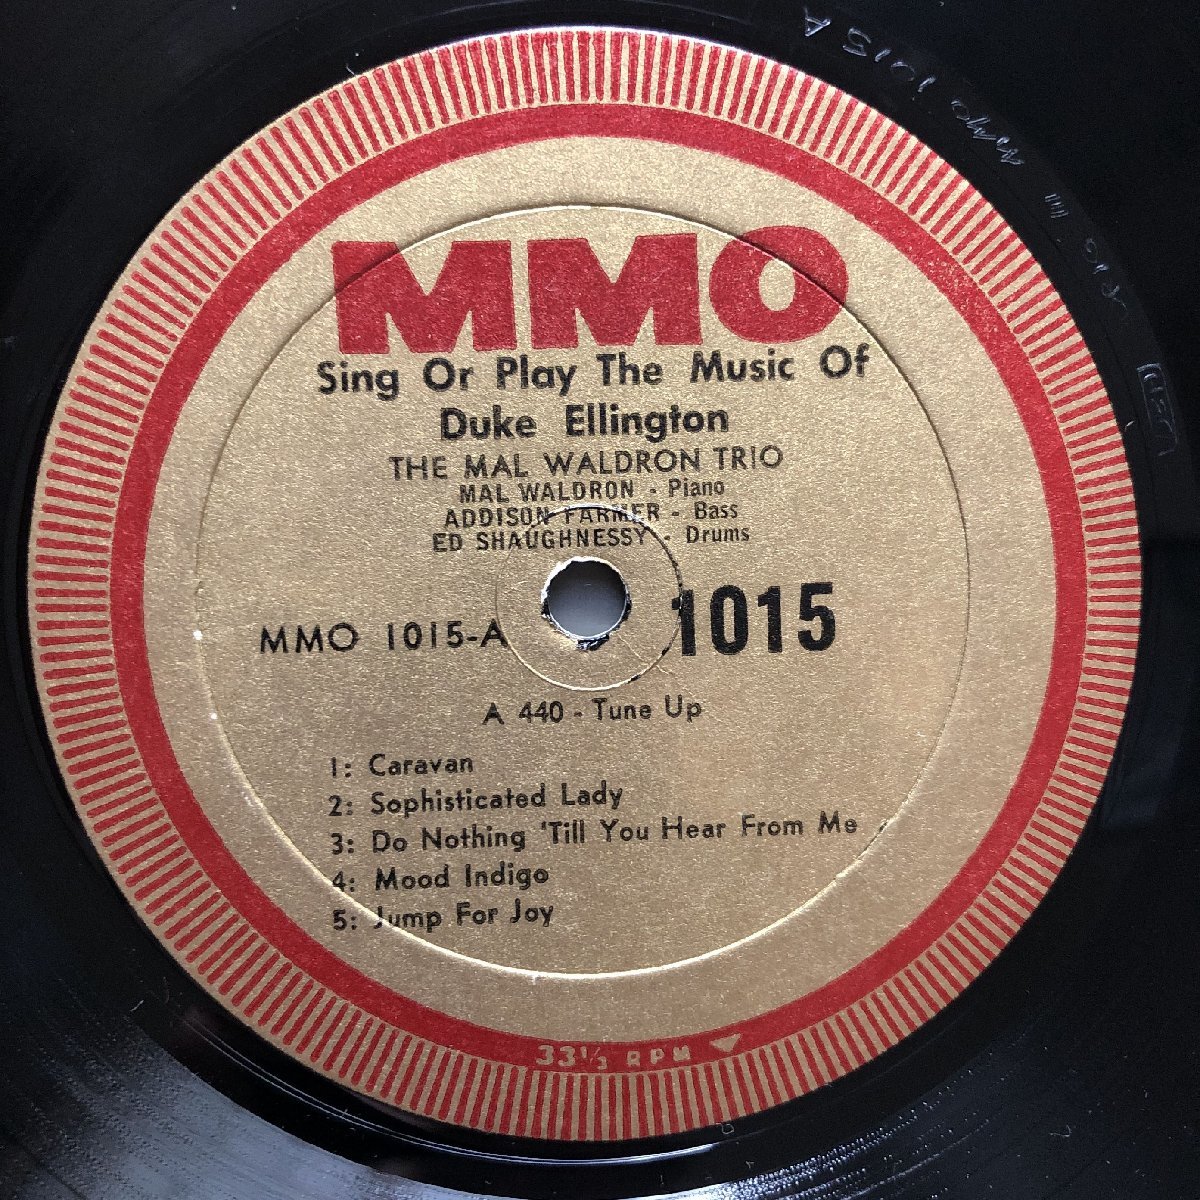 MMO
Sing Or Play The Music Of
Duke Ellington
THE MAL WALDRON TRIO
MAL WALDRON - Piano
ADDISON FARMER - Bass
ED SHAUGHNESSY - Drums
MMO 1015-A
1015
A 440 - Tune Up
1: Caravan
2: Sophisticated Lady
3: Do Nothing 'Till You Hear From Me
4: Mood Indigo
5: Jump For Joy
33⅓ RPM
MMO 1015 A